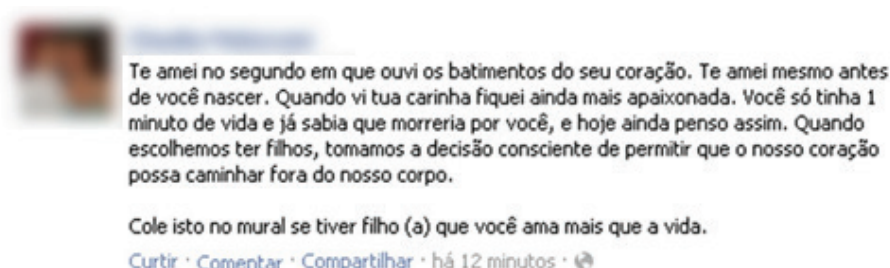 Te amei no segundo em que ouvi os batimentos do seu coração. Te amei mesmo antes
de você nascer. Quando vi tua carinha fiquei ainda mais apaixonada. Você só tinha 1
minuto de vida e já sabia que morreria por você, e hoje ainda penso assim. Quando
escolhemos ter filhos, tomamos a decisão consciente de permitir que o nosso coração
possa caminhar fora do nosso corpo.
Cole isto no mural se tiver filho (a) que você ama mais que a vida.
Curtir · Comentar · Compartilhar · há 12 minutos ·